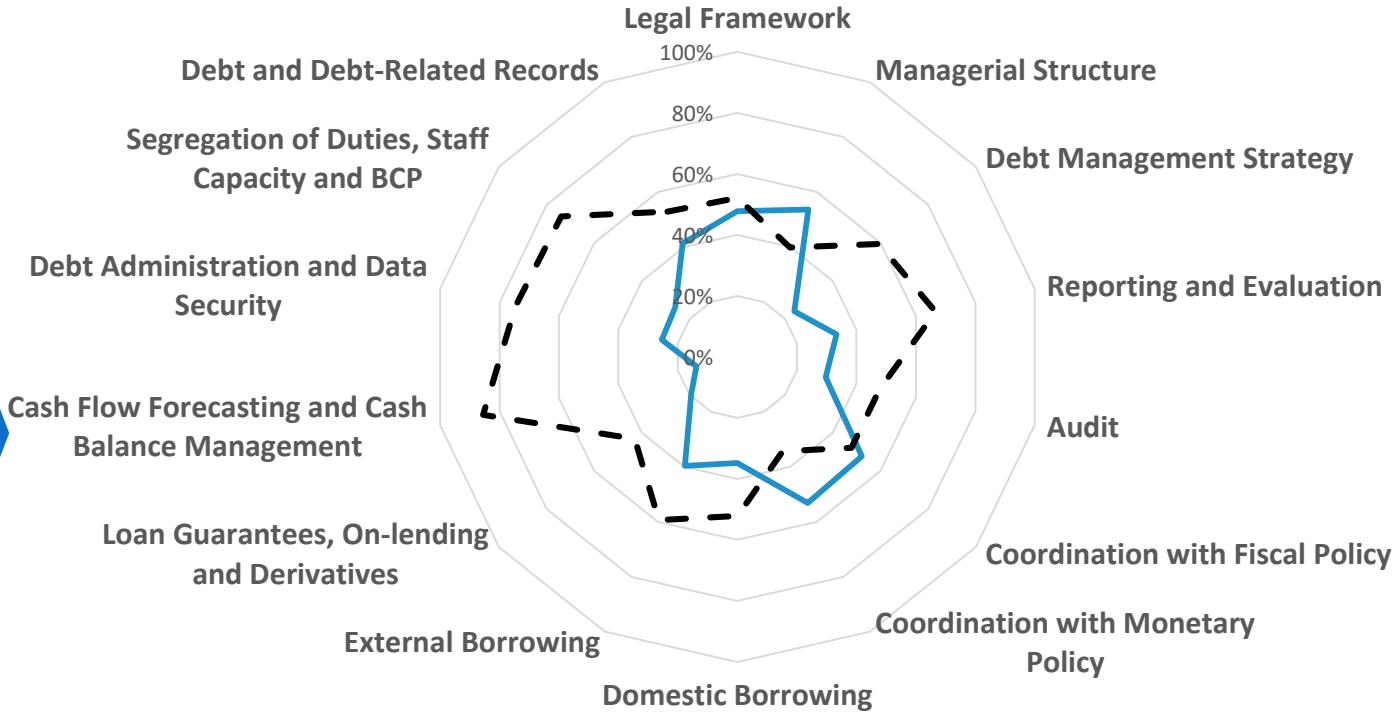 Legal Framework
100%
Debt and Debt-Related Records
Managerial Structure
80%
Segregation of Duties, Staff
Capacity and BCP
Debt Management Strategy
60%
40%
Debt Administration and Data
Security
Reporting and Evaluation
20%
0%
Cash Flow Forecasting and Cash
Balance Management
Audit
Loan Guarantees, On-lending
and Derivatives
Coordination with Fiscal Policy
External Borrowing
Coordination with Monetary
Policy
Domestic Borrowing